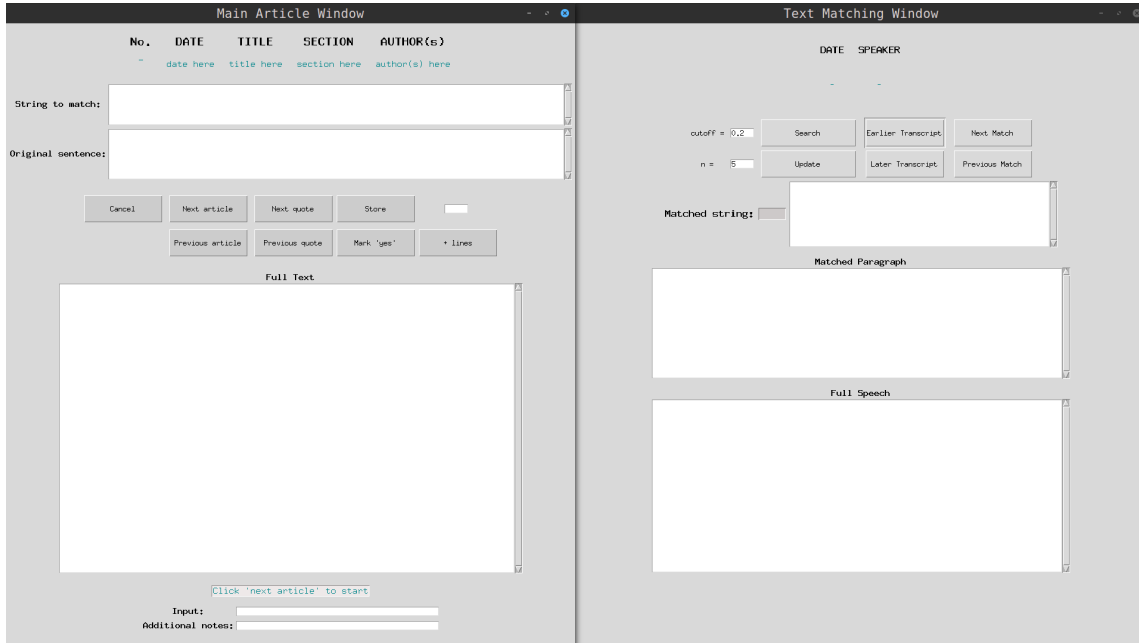 Main Article Window
No. DATE TITLE SECTION AUTHOR(s)
- date here title here section here author(s) here
String to match:
Original sentence:
Cancel Next article Next quote Store
Previous article Previous quote Mark 'yes' + lines
Full Text
Click 'next article' to start
Input:
Additional notes:
Text Matching Window
DATE SPEAKER
- -
cutoff = 0.2 Search Earlier Transcript Next Match
n = 5 Update Later Transcript Previous Match
Matched string:
Matched Paragraph
Full Speech